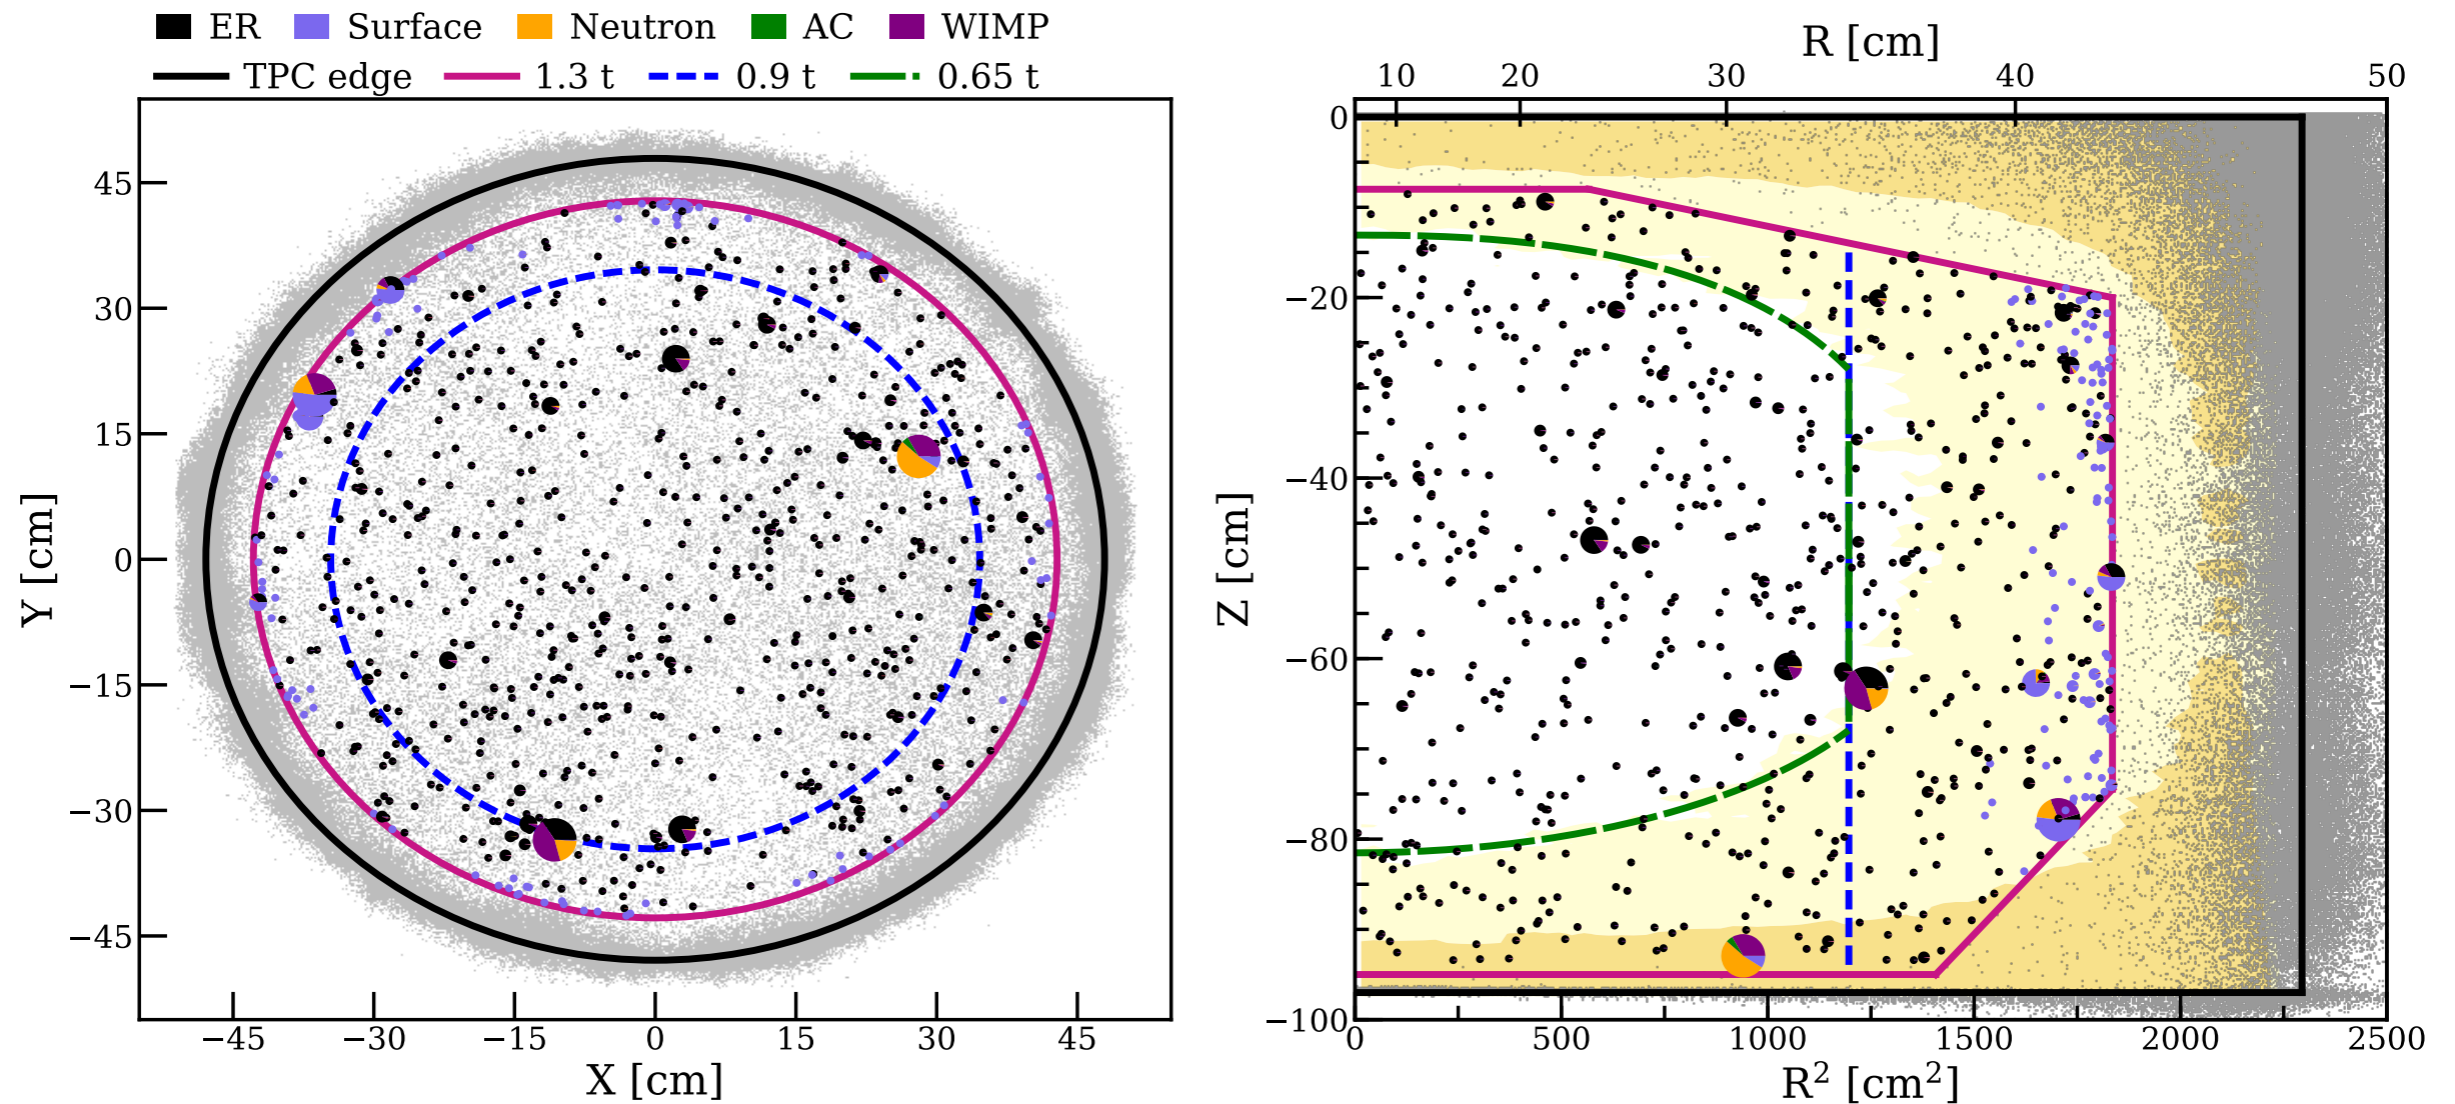 ER Surface Neutron AC WIMP
TPC edge 1.3 t 0.9 t 0.65 t
45
30
15
0
−15
−30
−45
Y [cm]
−45 −30 −15 0 15 30 45
X [cm]
R [cm]
10 20 30 40 50
0
−20
−40
−60
−80
−100
Z [cm]
0 500 1000 1500 2000 2500
R² [cm²]